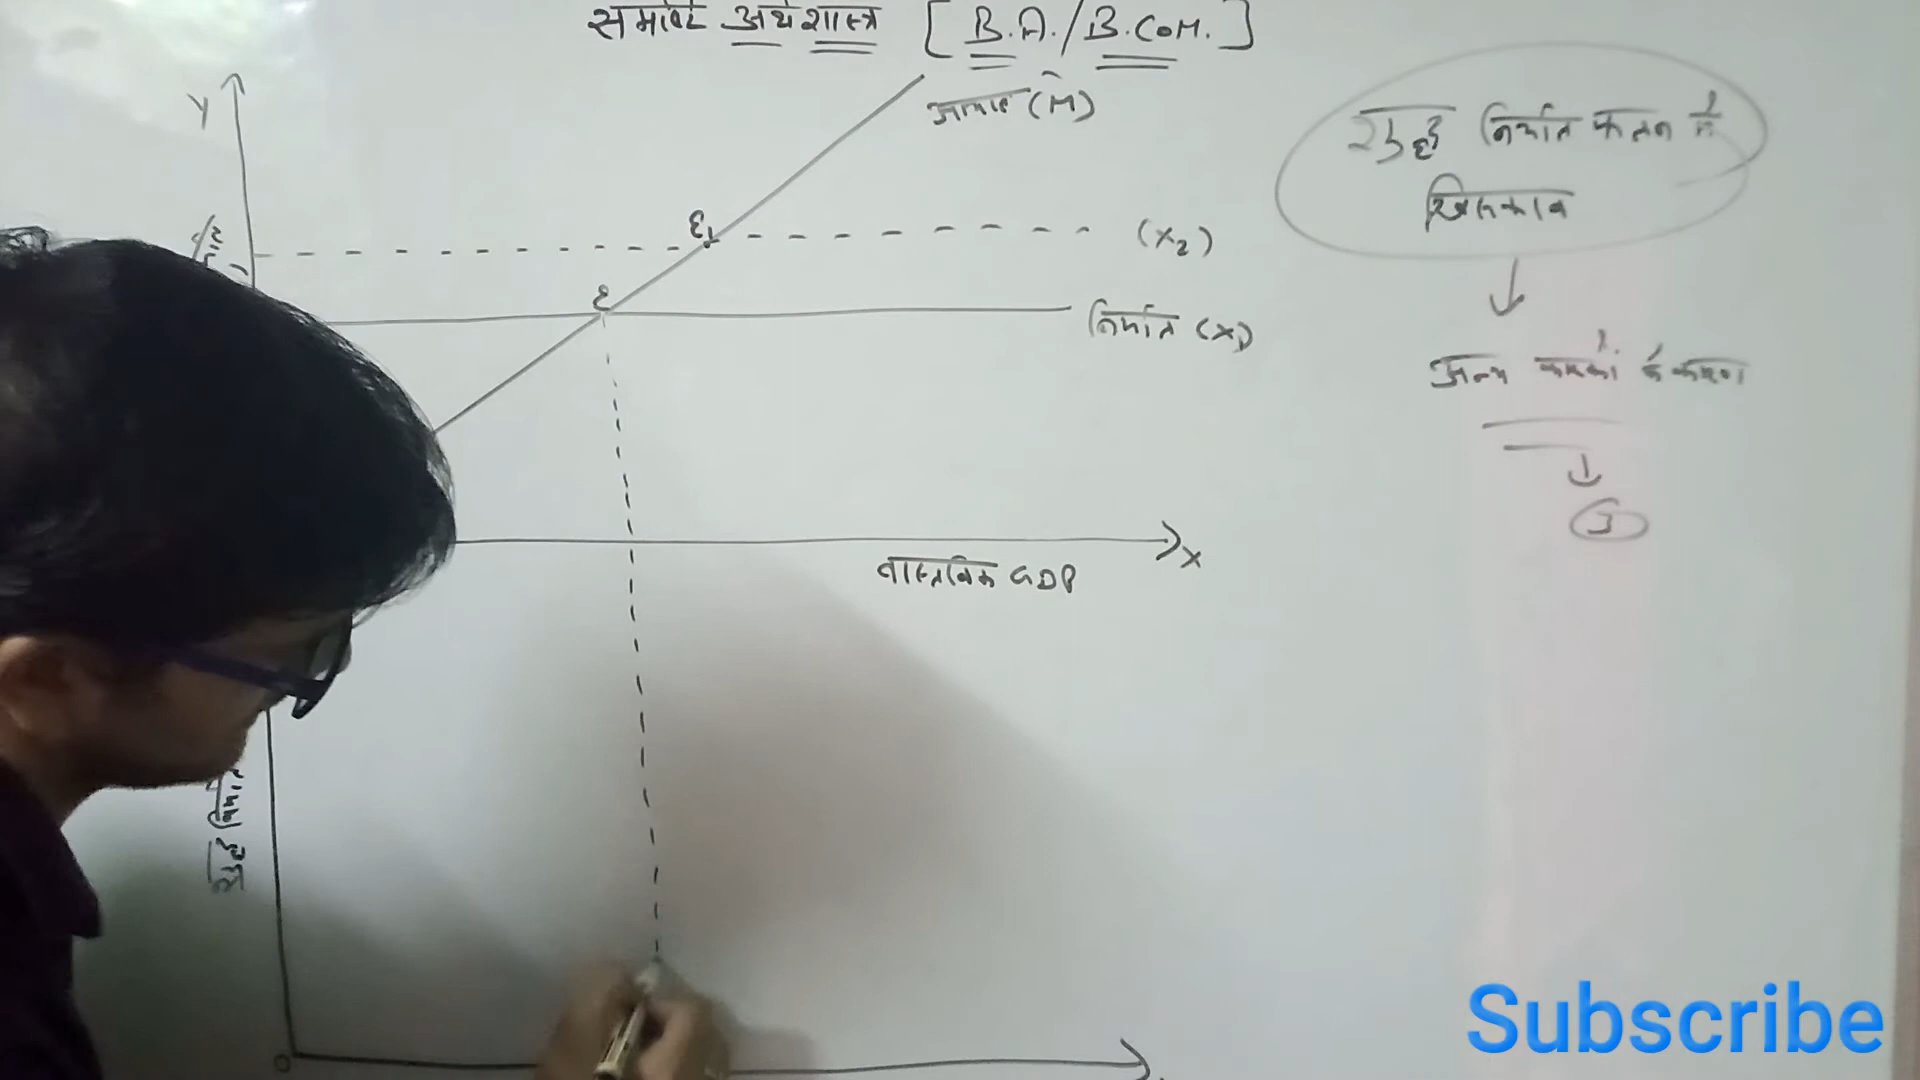 समष्टि अर्थशास्त्र [B.A./B.COM.]
Y
आयात (M)
E1
(X2)
E
निर्यात (X)
X
वास्तविक GDP
शुद्ध निर्यात
O
शुद्ध निर्यात फलन में
खिसकाव
अन्य कारकों के कारण
Subscribe